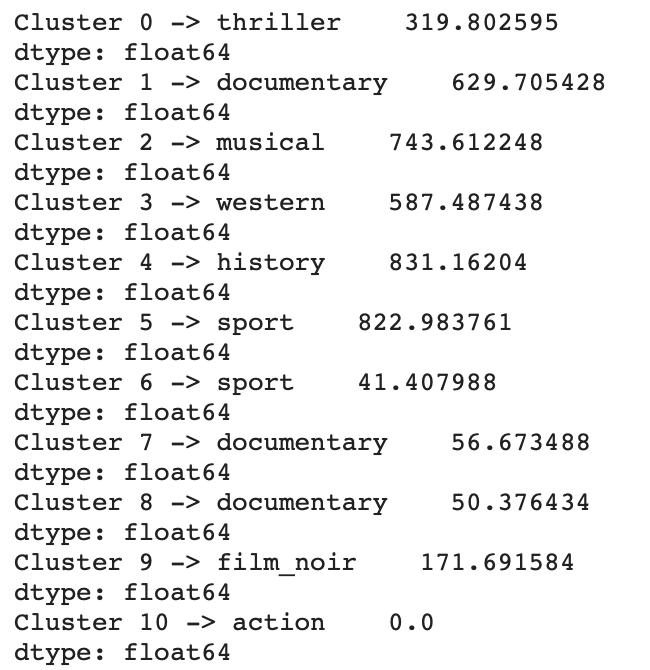 Cluster 0 -> thriller    319.802595
dtype: float64
Cluster 1 -> documentary    629.705428
dtype: float64
Cluster 2 -> musical    743.612248
dtype: float64
Cluster 3 -> western    587.487438
dtype: float64
Cluster 4 -> history    831.16204
dtype: float64
Cluster 5 -> sport    822.983761
dtype: float64
Cluster 6 -> sport    41.407988
dtype: float64
Cluster 7 -> documentary    56.673488
dtype: float64
Cluster 8 -> documentary    50.376434
dtype: float64
Cluster 9 -> film_noir    171.691584
dtype: float64
Cluster 10 -> action    0.0
dtype: float64